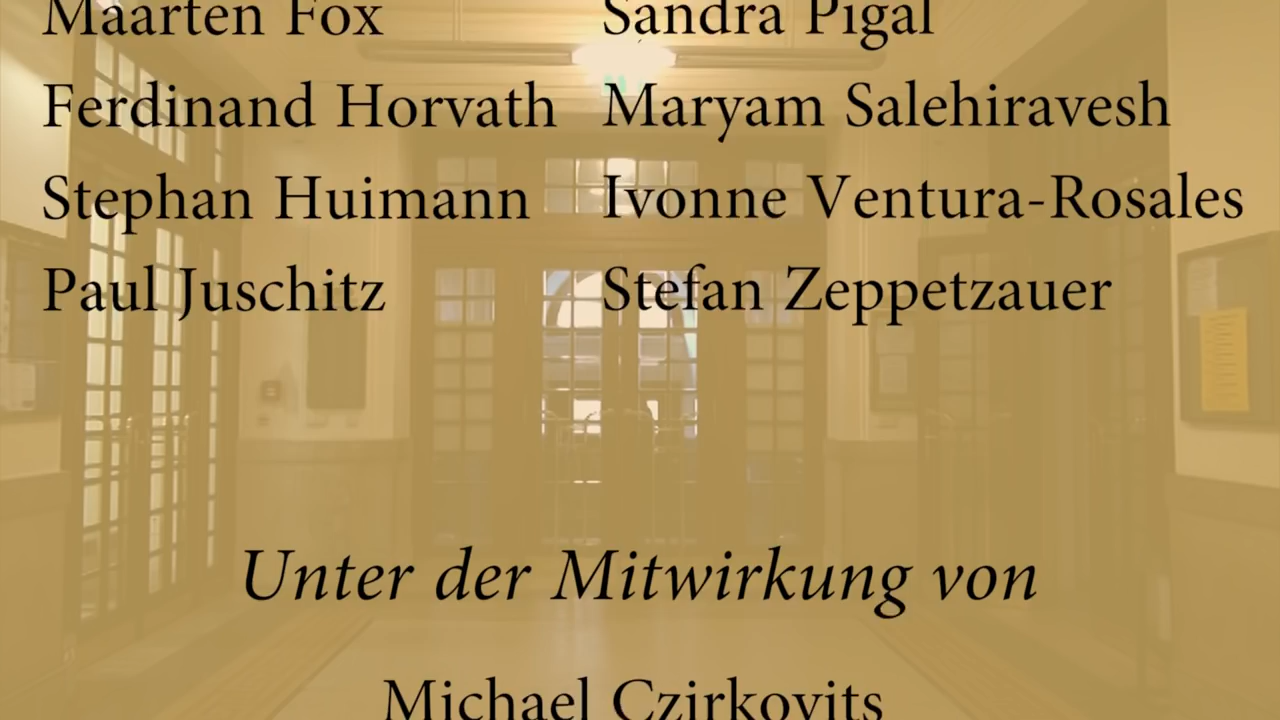 Maarten Fox Sandra Pigal
Ferdinand Horvath Maryam Salehiravesh
Stephan Huimann Ivonne Ventura-Rosales
Paul Juschitz Stefan Zeppetzauer
Unter der Mitwirkung von
Michael Czirkovits